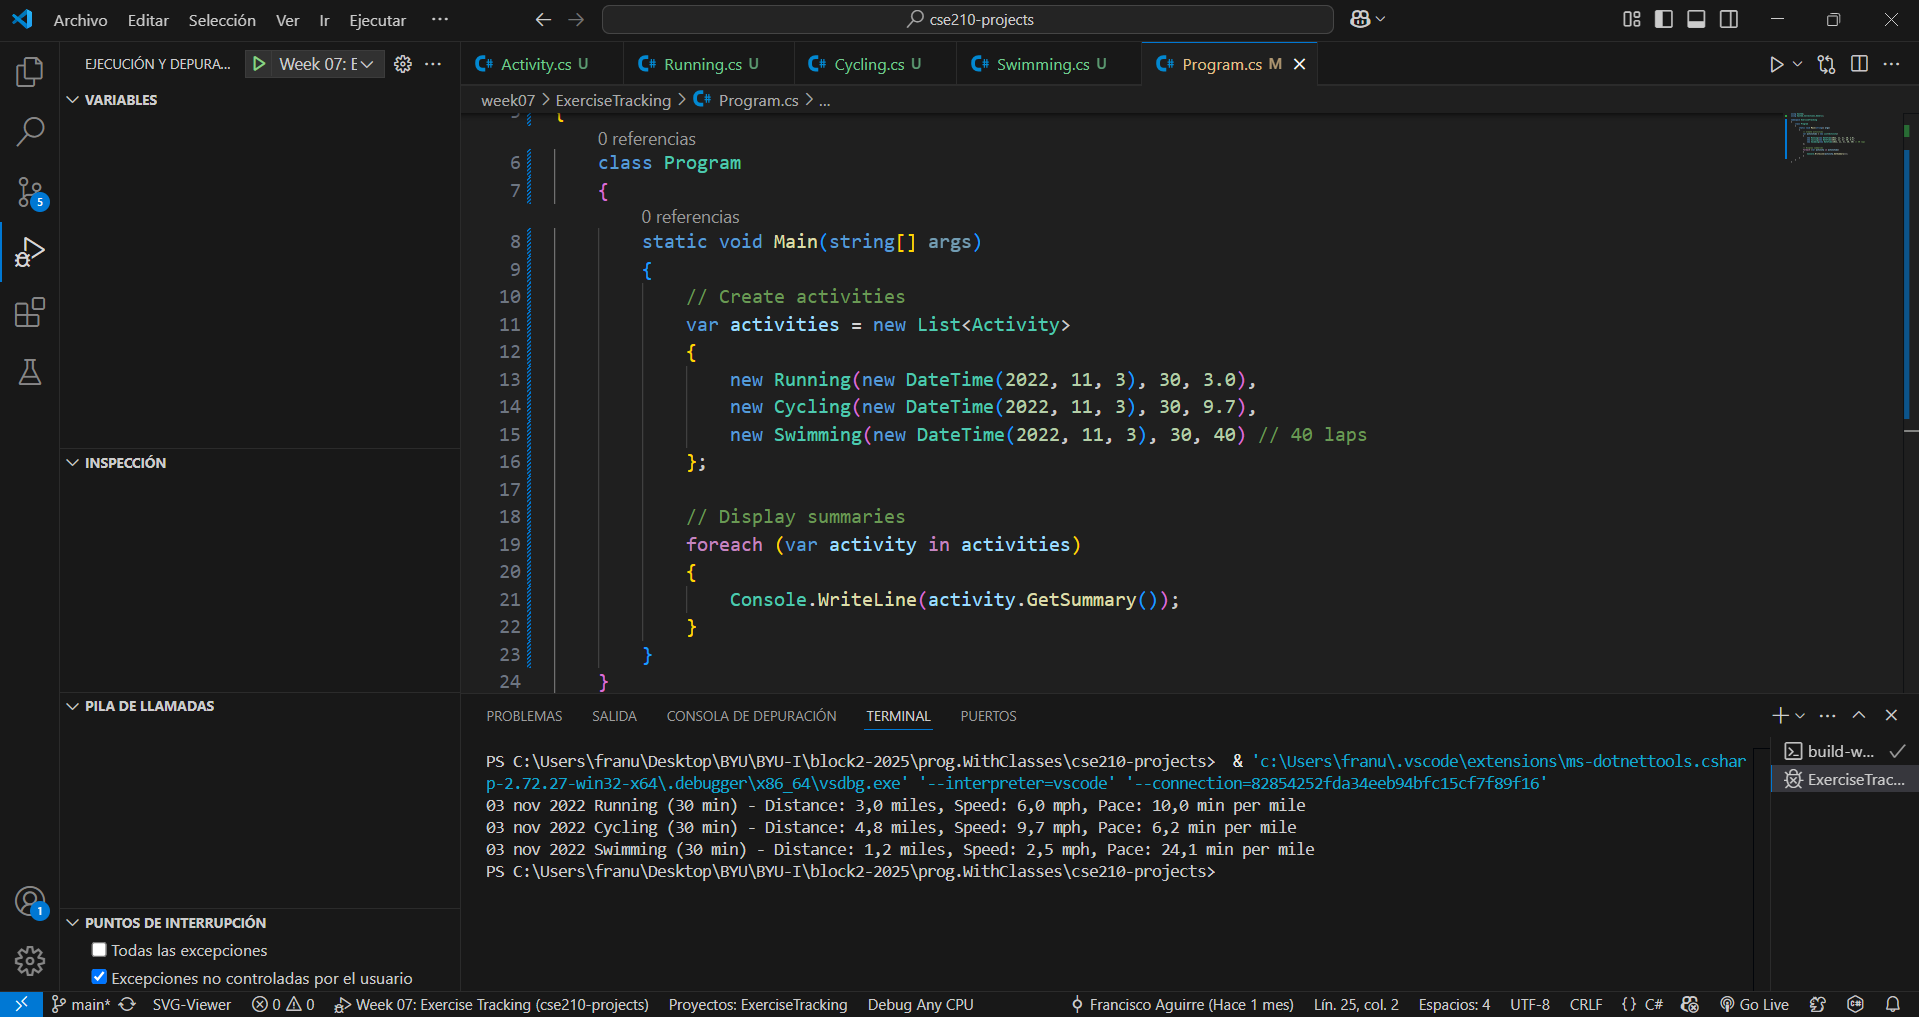 Archivo Editar Selección Ver Ir Ejecutar ··· cse210-projects
EJECUCIÓN Y DEPURA... Week 07: E ··· Activity.cs U Running.cs U Cycling.cs U Swimming.cs U Program.cs M
week07 > ExerciseTracking > Program.cs > ...
VARIABLES
INSPECCIÓN
PILA DE LLAMADAS
PUNTOS DE INTERRUPCIÓN
Todas las excepciones
Excepciones no controladas por el usuario
5
1
5 {
0 referencias
6 class Program
7 {
0 referencias
8 static void Main(string[] args)
9 {
10 // Create activities
11 var activities = new List<Activity>
12 {
13 new Running(new DateTime(2022, 11, 3), 30, 3.0),
14 new Cycling(new DateTime(2022, 11, 3), 30, 9.7),
15 new Swimming(new DateTime(2022, 11, 3), 30, 40) // 40 laps
16 };
17
18 // Display summaries
19 foreach (var activity in activities)
20 {
21 Console.WriteLine(activity.GetSummary());
22 }
23 }
24 }
PROBLEMAS SALIDA CONSOLA DE DEPURACIÓN TERMINAL PUERTOS
PS C:\Users\franu\Desktop\BYU\BYU-I\block2-2025\prog.WithClasses\cse210-projects> & 'c:\Users\franu\.vscode\extensions\ms-dotnettools.cshar
p-2.72.27-win32-x64\.debugger\x86_64\vsdbg.exe' '--interpreter=vscode' '--connection=82854252fda34eeb94bfc15cf7f89f16'
03 nov 2022 Running (30 min) - Distance: 3,0 miles, Speed: 6,0 mph, Pace: 10,0 min per mile
03 nov 2022 Cycling (30 min) - Distance: 4,8 miles, Speed: 9,7 mph, Pace: 6,2 min per mile
03 nov 2022 Swimming (30 min) - Distance: 1,2 miles, Speed: 2,5 mph, Pace: 24,1 min per mile
PS C:\Users\franu\Desktop\BYU\BYU-I\block2-2025\prog.WithClasses\cse210-projects>
build-w...
ExerciseTrac...
main* SVG-Viewer 0 0 Week 07: Exercise Tracking (cse210-projects) Proyectos: ExerciseTracking Debug Any CPU Francisco Aguirre (Hace 1 mes) Lín. 25, col. 2 Espacios: 4 UTF-8 CRLF {} C# Go Live